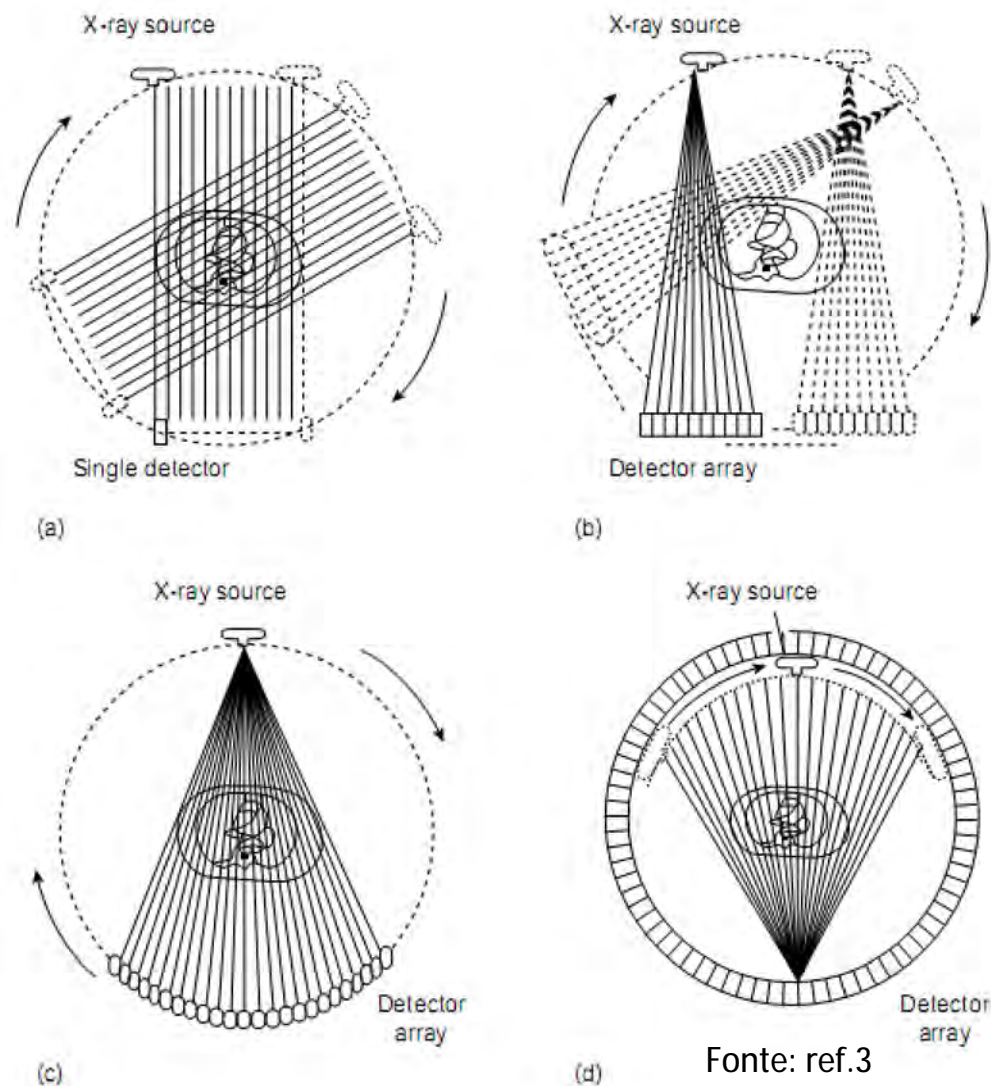 X-ray source
Single detector
(a)
X-ray source
Detector array
(b)
X-ray source
Detector
array
(c)
X-ray source
Detector
array
(d)
Fonte: ref.3